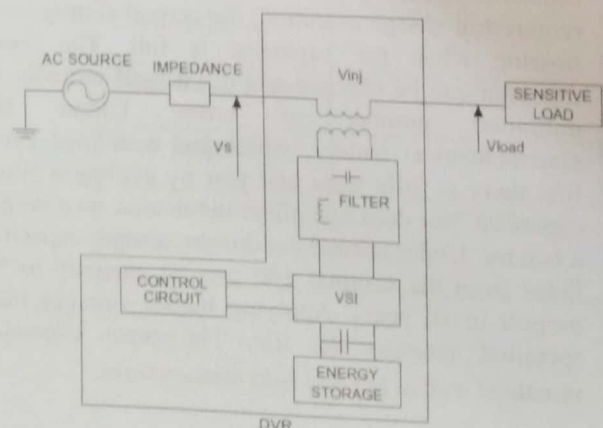 AC SOURCE
IMPEDANCE
Vinj
SENSITIVE
LOAD
Vs
Vload
FILTER
CONTROL
CIRCUIT
VSI
ENERGY
STORAGE
DVR